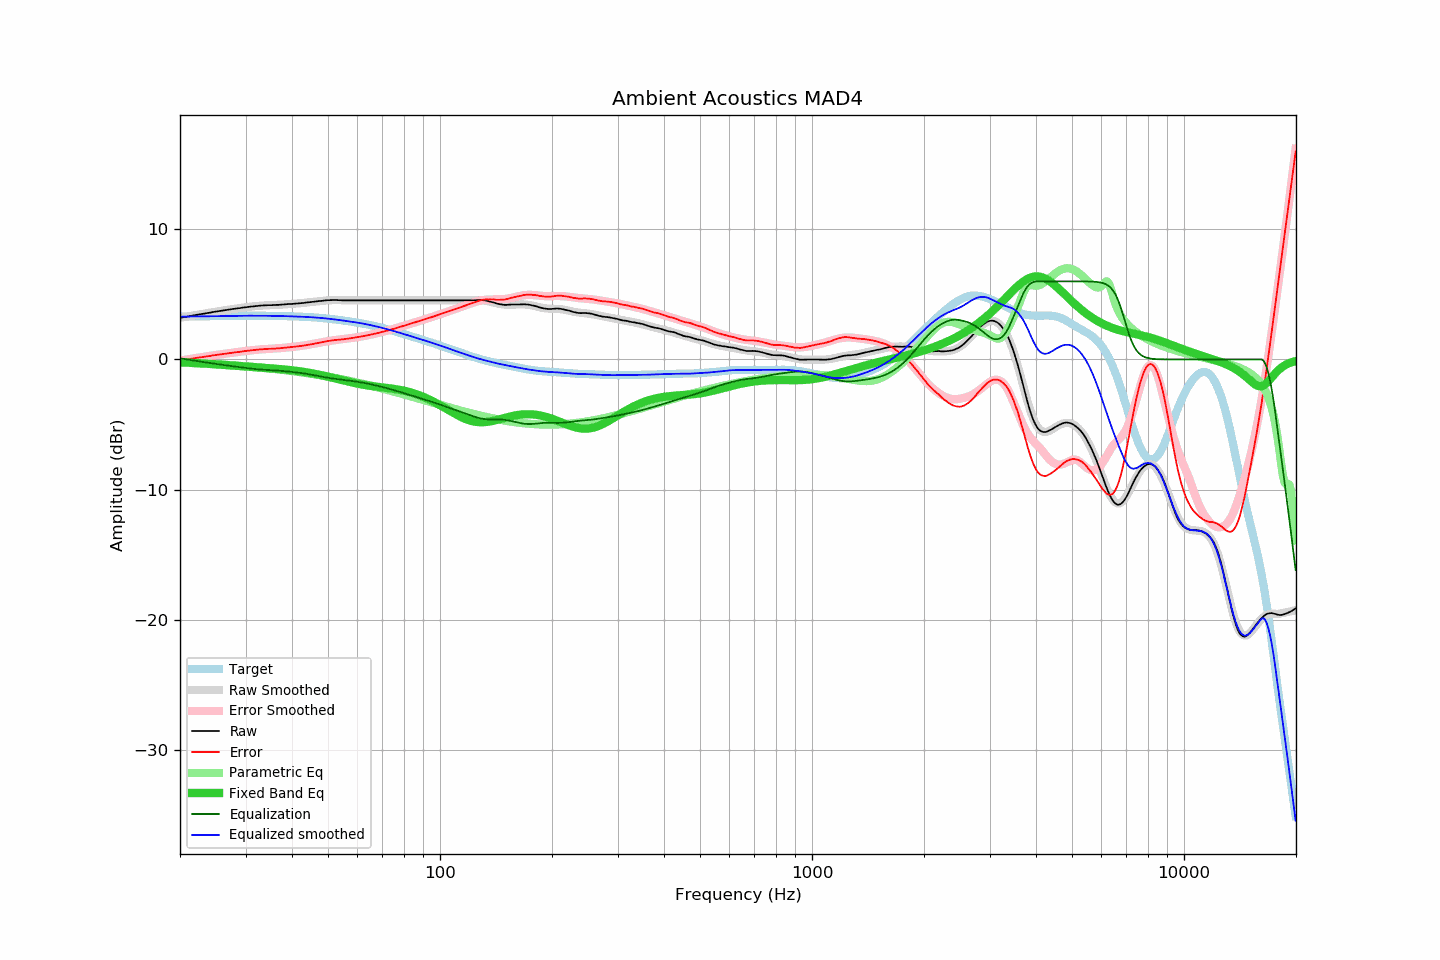 Ambient Acoustics MAD4
10
0
−10
−20
−30
Amplitude (dBr)
Target
Raw Smoothed
Error Smoothed
Raw
Error
Parametric Eq
Fixed Band Eq
Equalization
Equalized smoothed
100
1000
10000
Frequency (Hz)